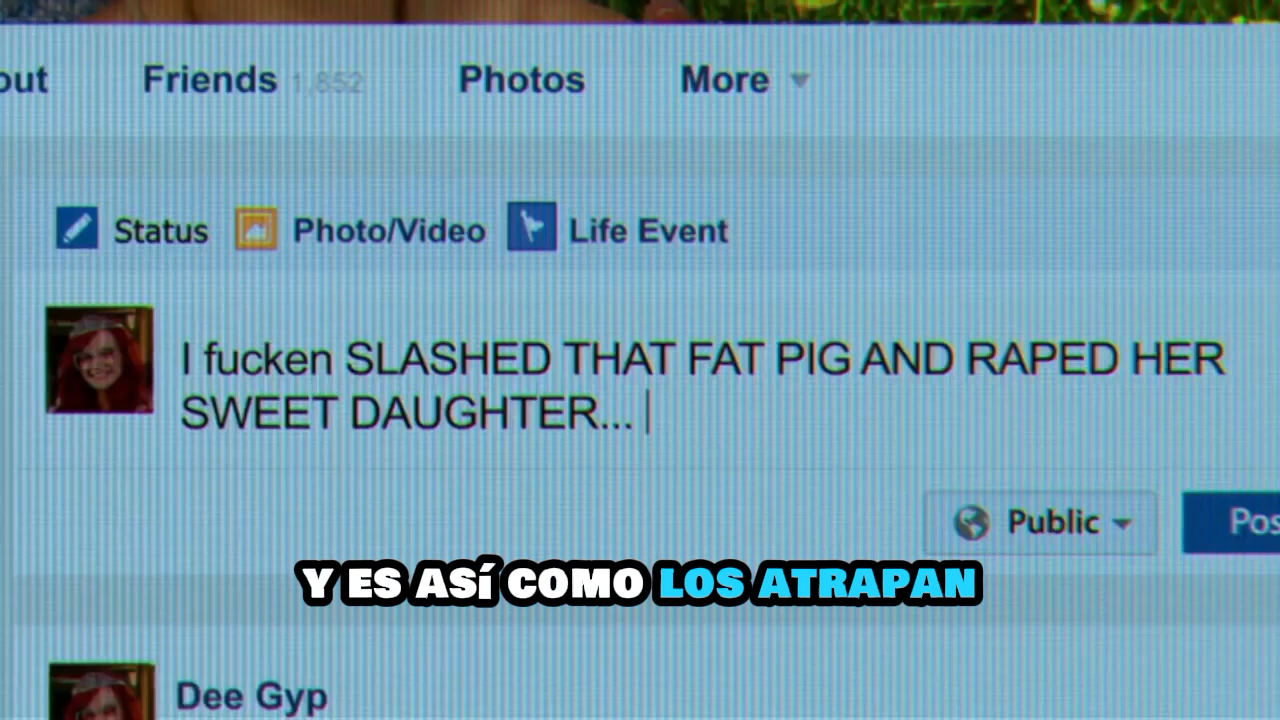 out Friends 1,852 Photos More
Status Photo/Video Life Event
I fucken SLASHED THAT FAT PIG AND RAPED HER
SWEET DAUGHTER...
Public Pos
Y ES ASÍ COMO LOS ATRAPAN
Dee Gyp